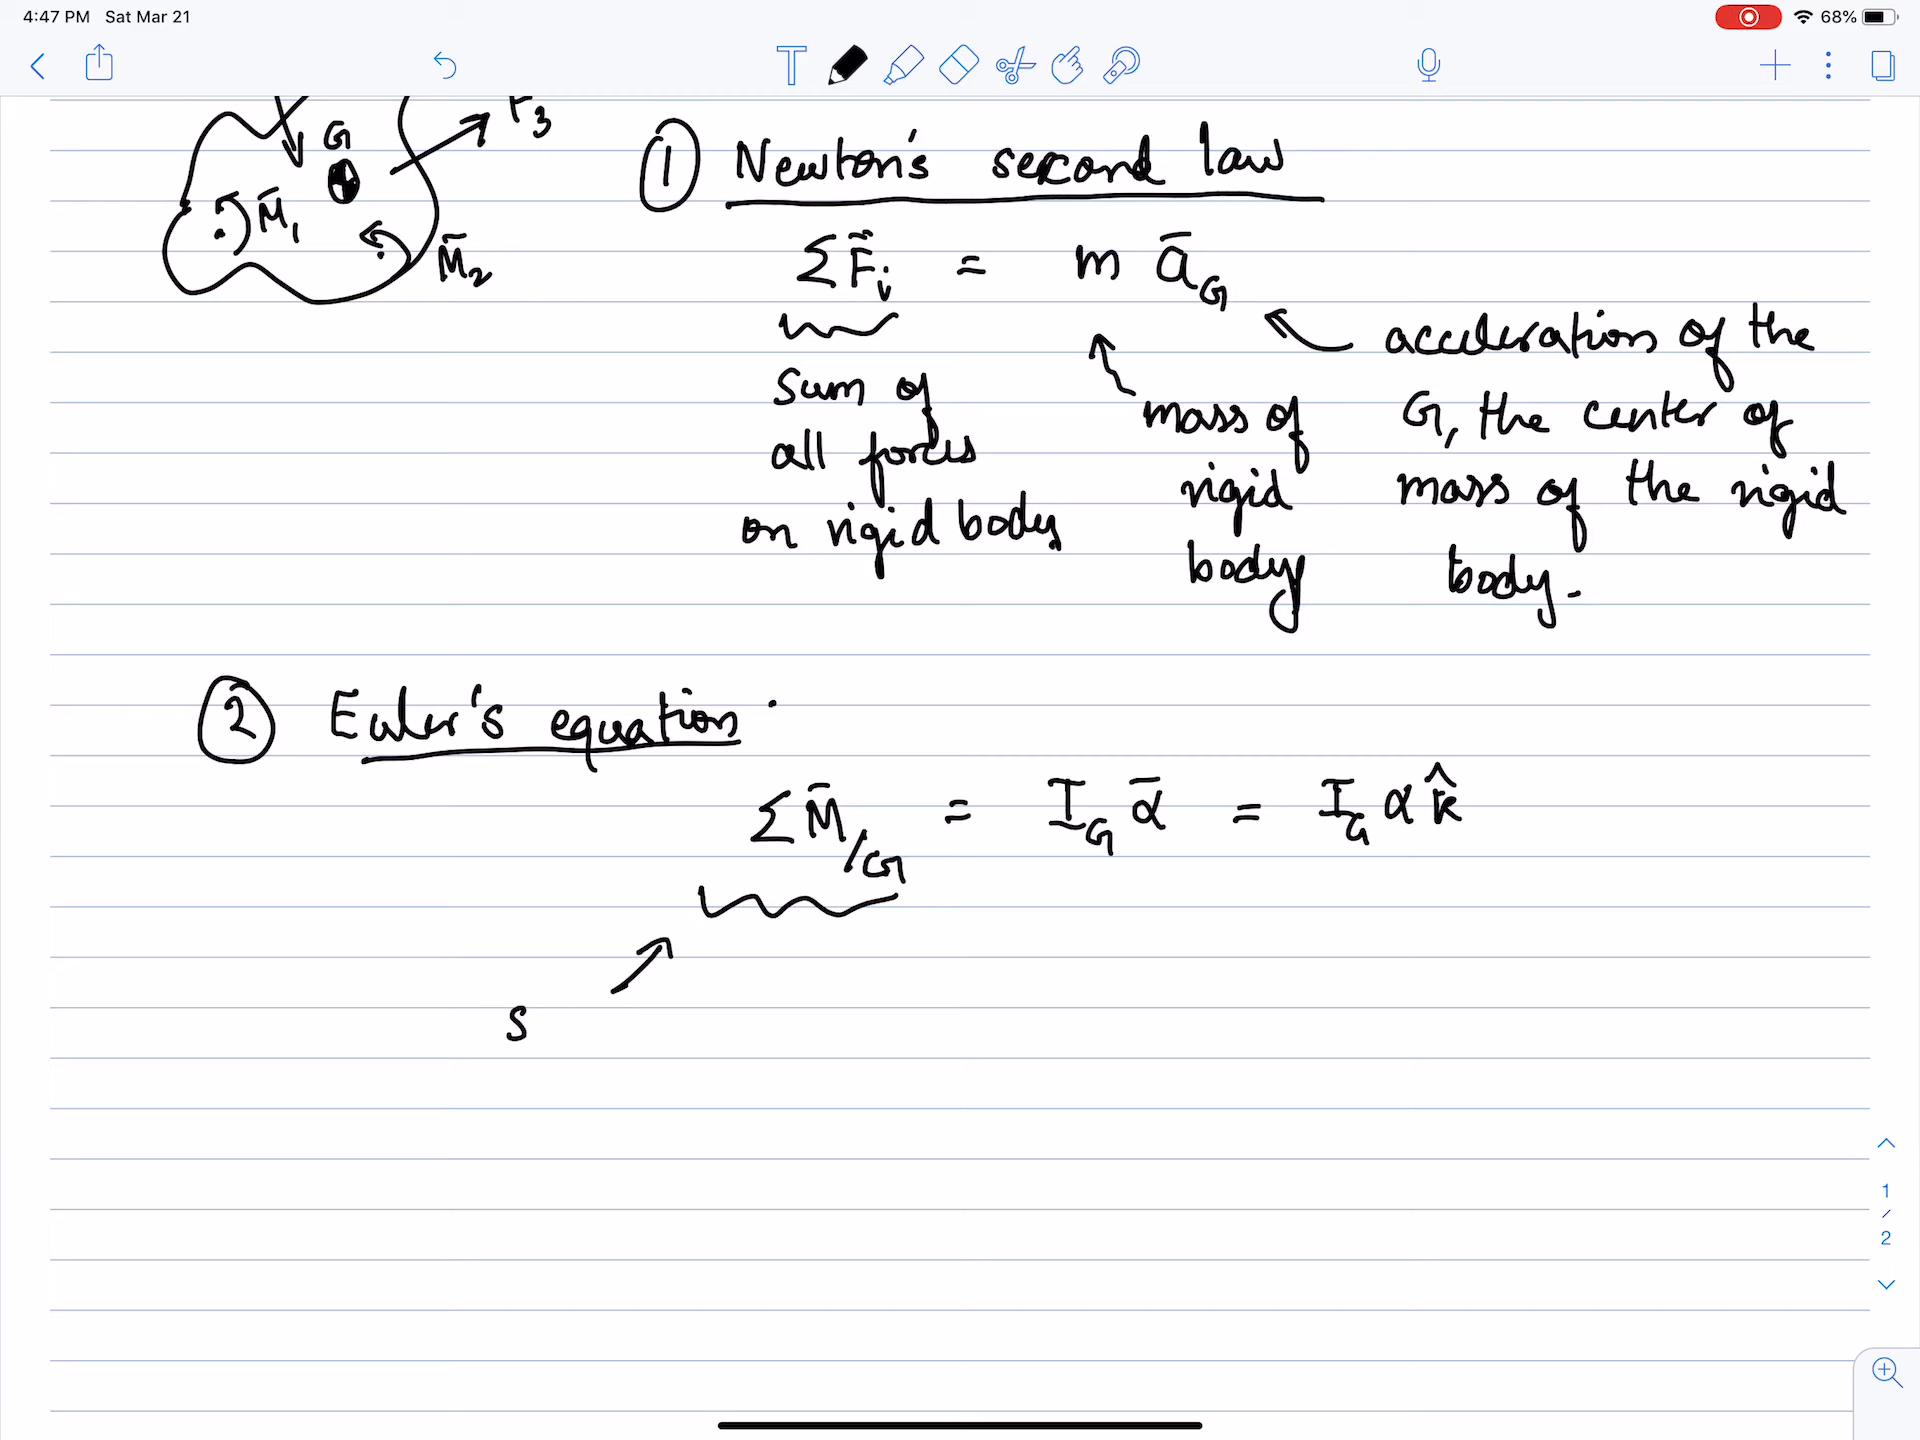 4:47 PM Sat Mar 21
68%
F3
G
M̄1
M̄2
① Newton's second law
ΣF̄i = m āG
sum of
all forces
on rigid body
mass of
rigid
body
acceleration of the
G, the center of
mass of the rigid
body.
② Euler's equation
ΣM̄/G = IG ᾱ = IG α k̂
S
1
/
2